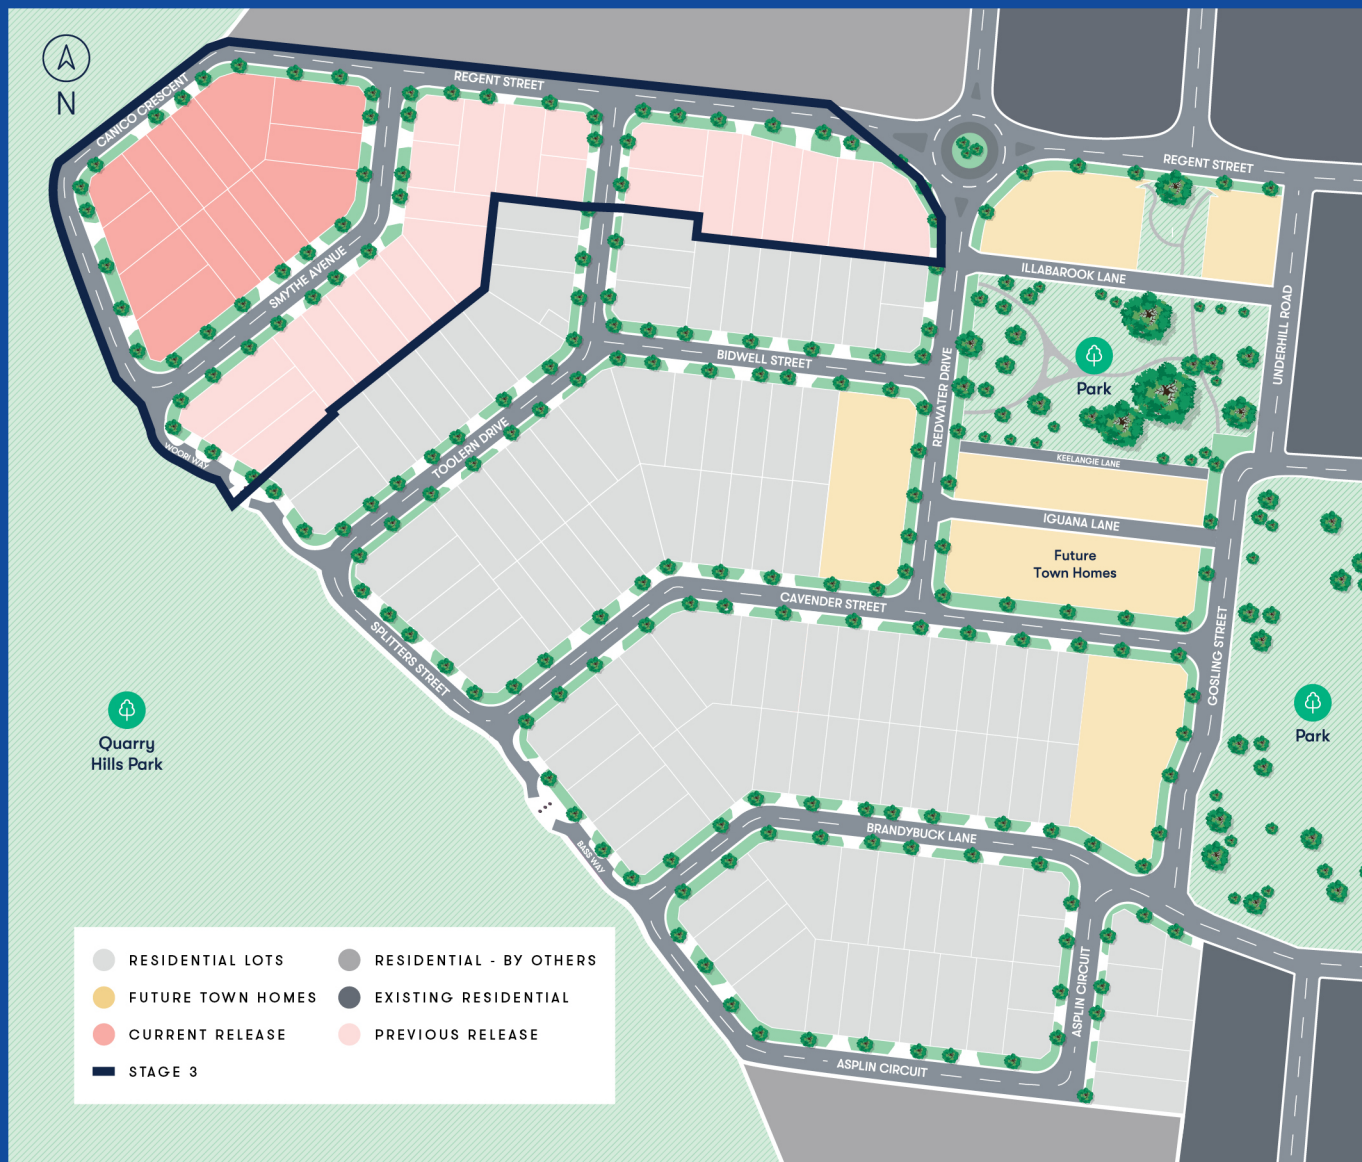 N
CANICO CRESCENT
REGENT STREET
REGENT STREET
SMYTHE AVENUE
ILLABAROOK LANE
UNDERHILL ROAD
BIDWELL STREET
REDWATER DRIVE
Park
TOOLERN DRIVE
WOORI WAY
KEELANGIE LANE
IGUANA LANE
Future
Town Homes
CAVENDER STREET
SPLITTERS STREET
GOSLING STREET
Quarry
Hills Park
Park
BRANDYBUCK LANE
BASS WAY
ASPLIN CIRCUIT
ASPLIN CIRCUIT
RESIDENTIAL LOTS
RESIDENTIAL - BY OTHERS
FUTURE TOWN HOMES
EXISTING RESIDENTIAL
CURRENT RELEASE
PREVIOUS RELEASE
STAGE 3